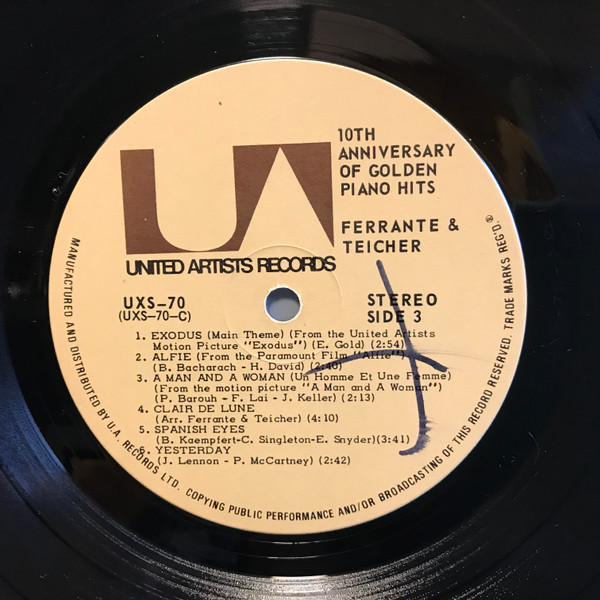 UA
UNITED ARTISTS RECORDS
10TH
ANNIVERSARY
OF GOLDEN
PIANO HITS
FERRANTE &
TEICHER
UXS-70
(UXS-70-C)
STEREO
SIDE 3
1. EXODUS (Main Theme) (From the United Artists
Motion Picture "Exodus") (E. Gold) (2:54)
2. ALFIE (From the Paramount Film "Alfie")
(B. Bacharach - H. David) (2:40)
3. A MAN AND A WOMAN (Un Homme Et Une Femme)
(From the motion picture "A Man and A Woman")
(P. Barouh - F. Lai - J. Keller) (2:13)
4. CLAIR DE LUNE
(Arr. Ferrante & Teicher) (4:10)
5. SPANISH EYES
(B. Kaempfert-C. Singleton-E. Snyder)(3:41)
6. YESTERDAY
(J. Lennon - P. McCartney) (2:42)
MANUFACTURED AND DISTRIBUTED BY U.A. RECORDS LTD. COPYING PUBLIC PERFORMANCE AND/OR BROADCASTING OF THIS RECORD RESERVED. TRADE MARKS REG'D.®